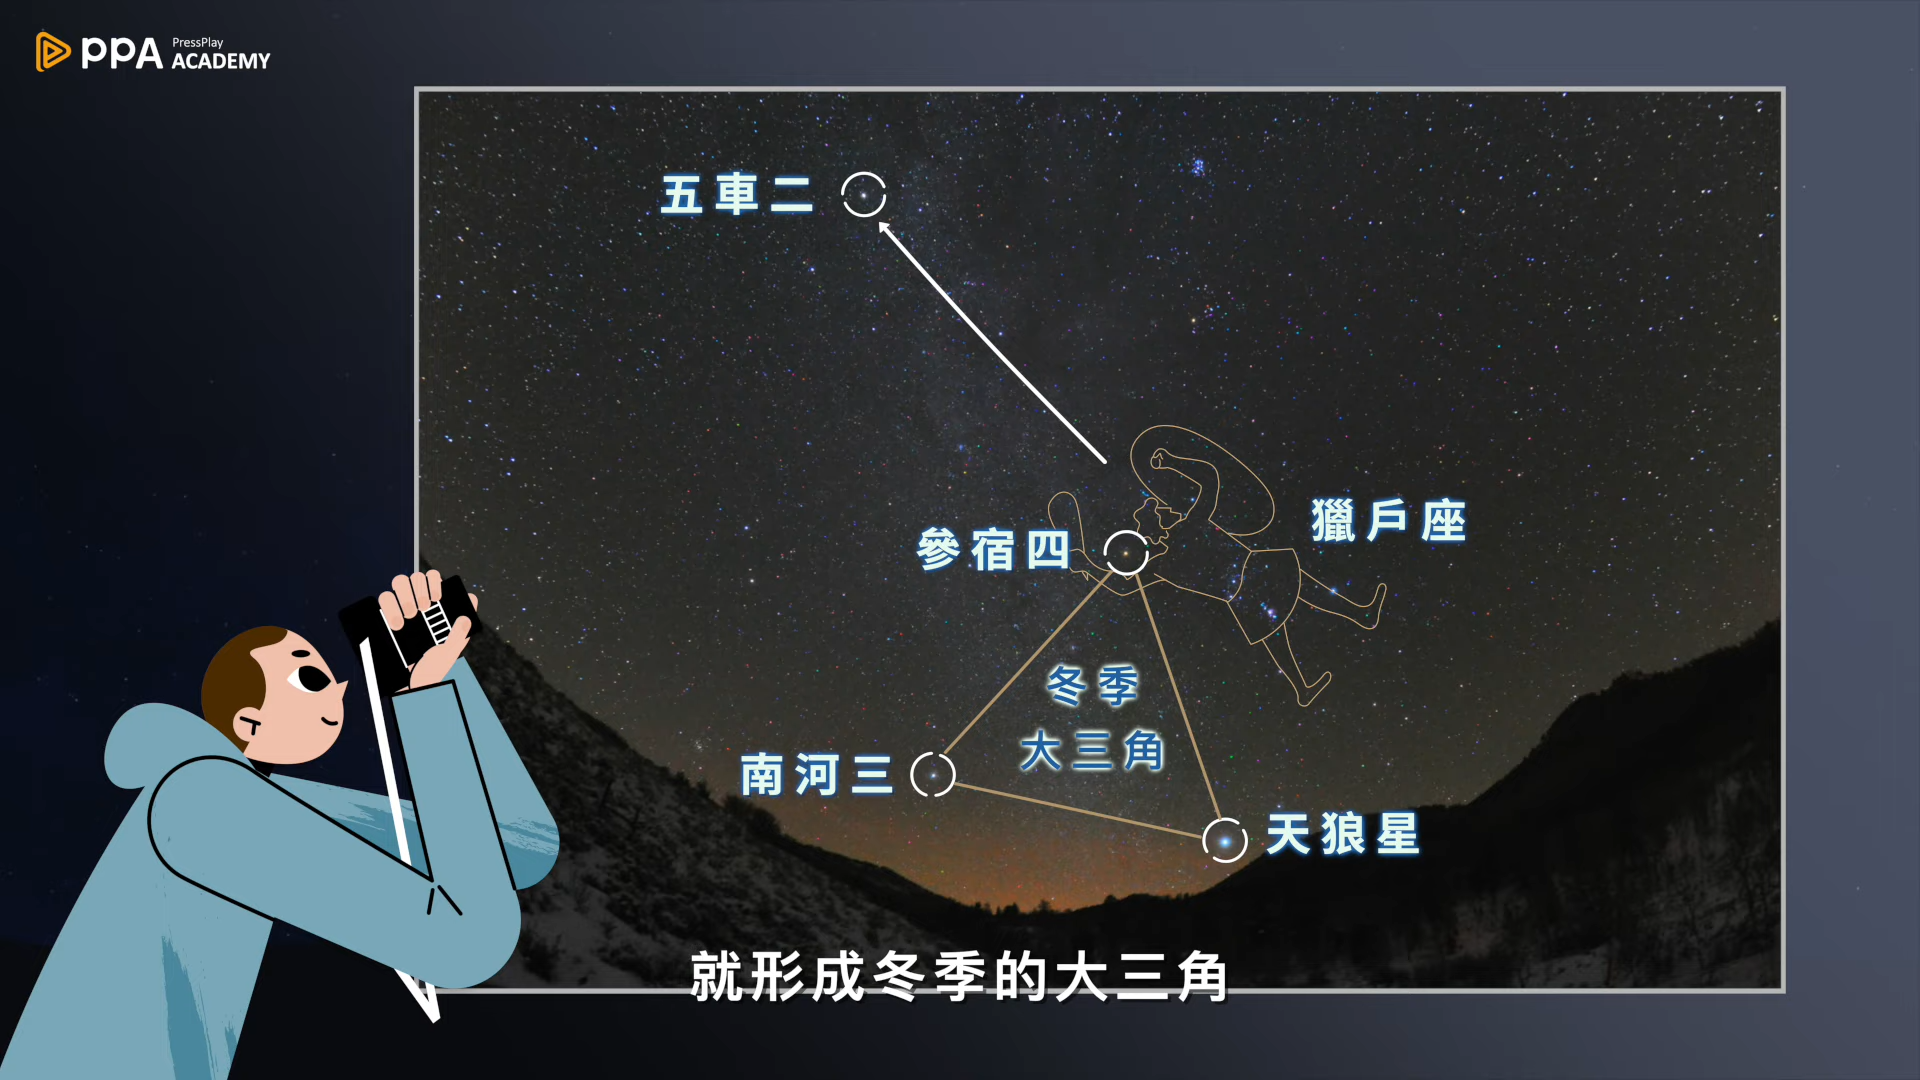 PPA PressPlay ACADEMY
五車二
獵戶座
參宿四
冬季
大三角
南河三
天狼星
就形成冬季的大三角